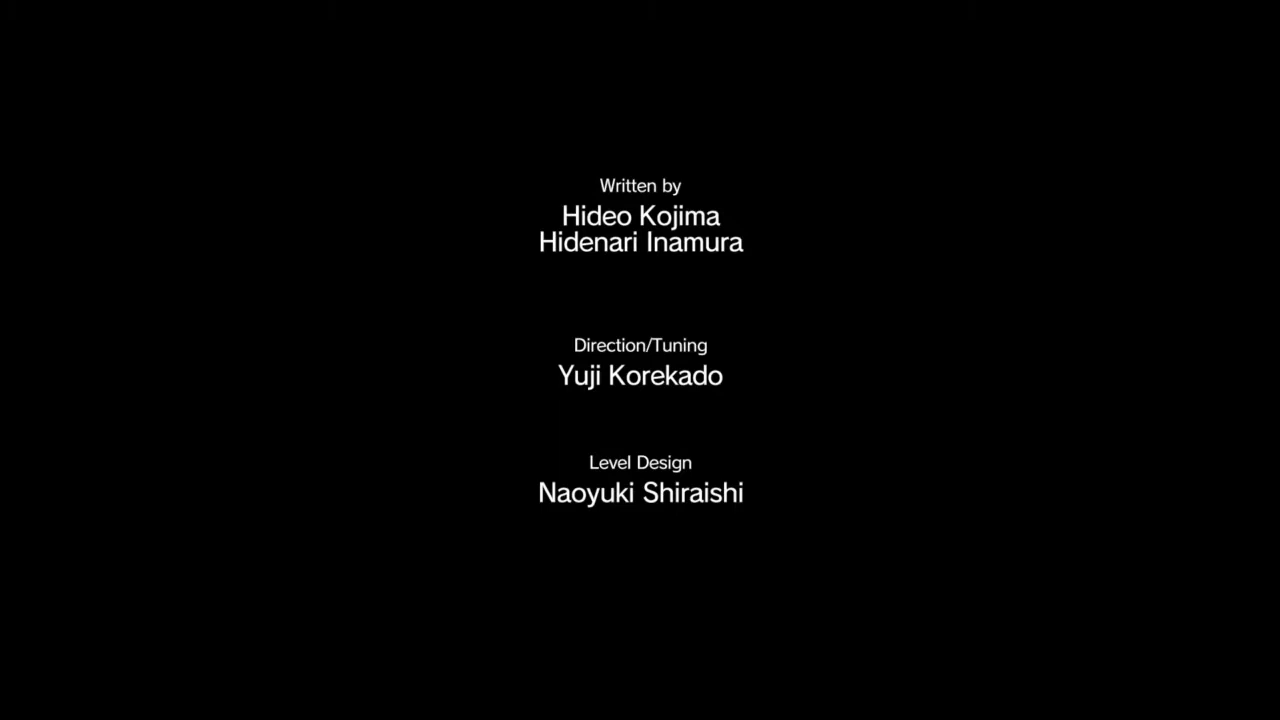 Written by
Hideo Kojima
Hidenari Inamura
Direction/Tuning
Yuji Korekado
Level Design
Naoyuki Shiraishi